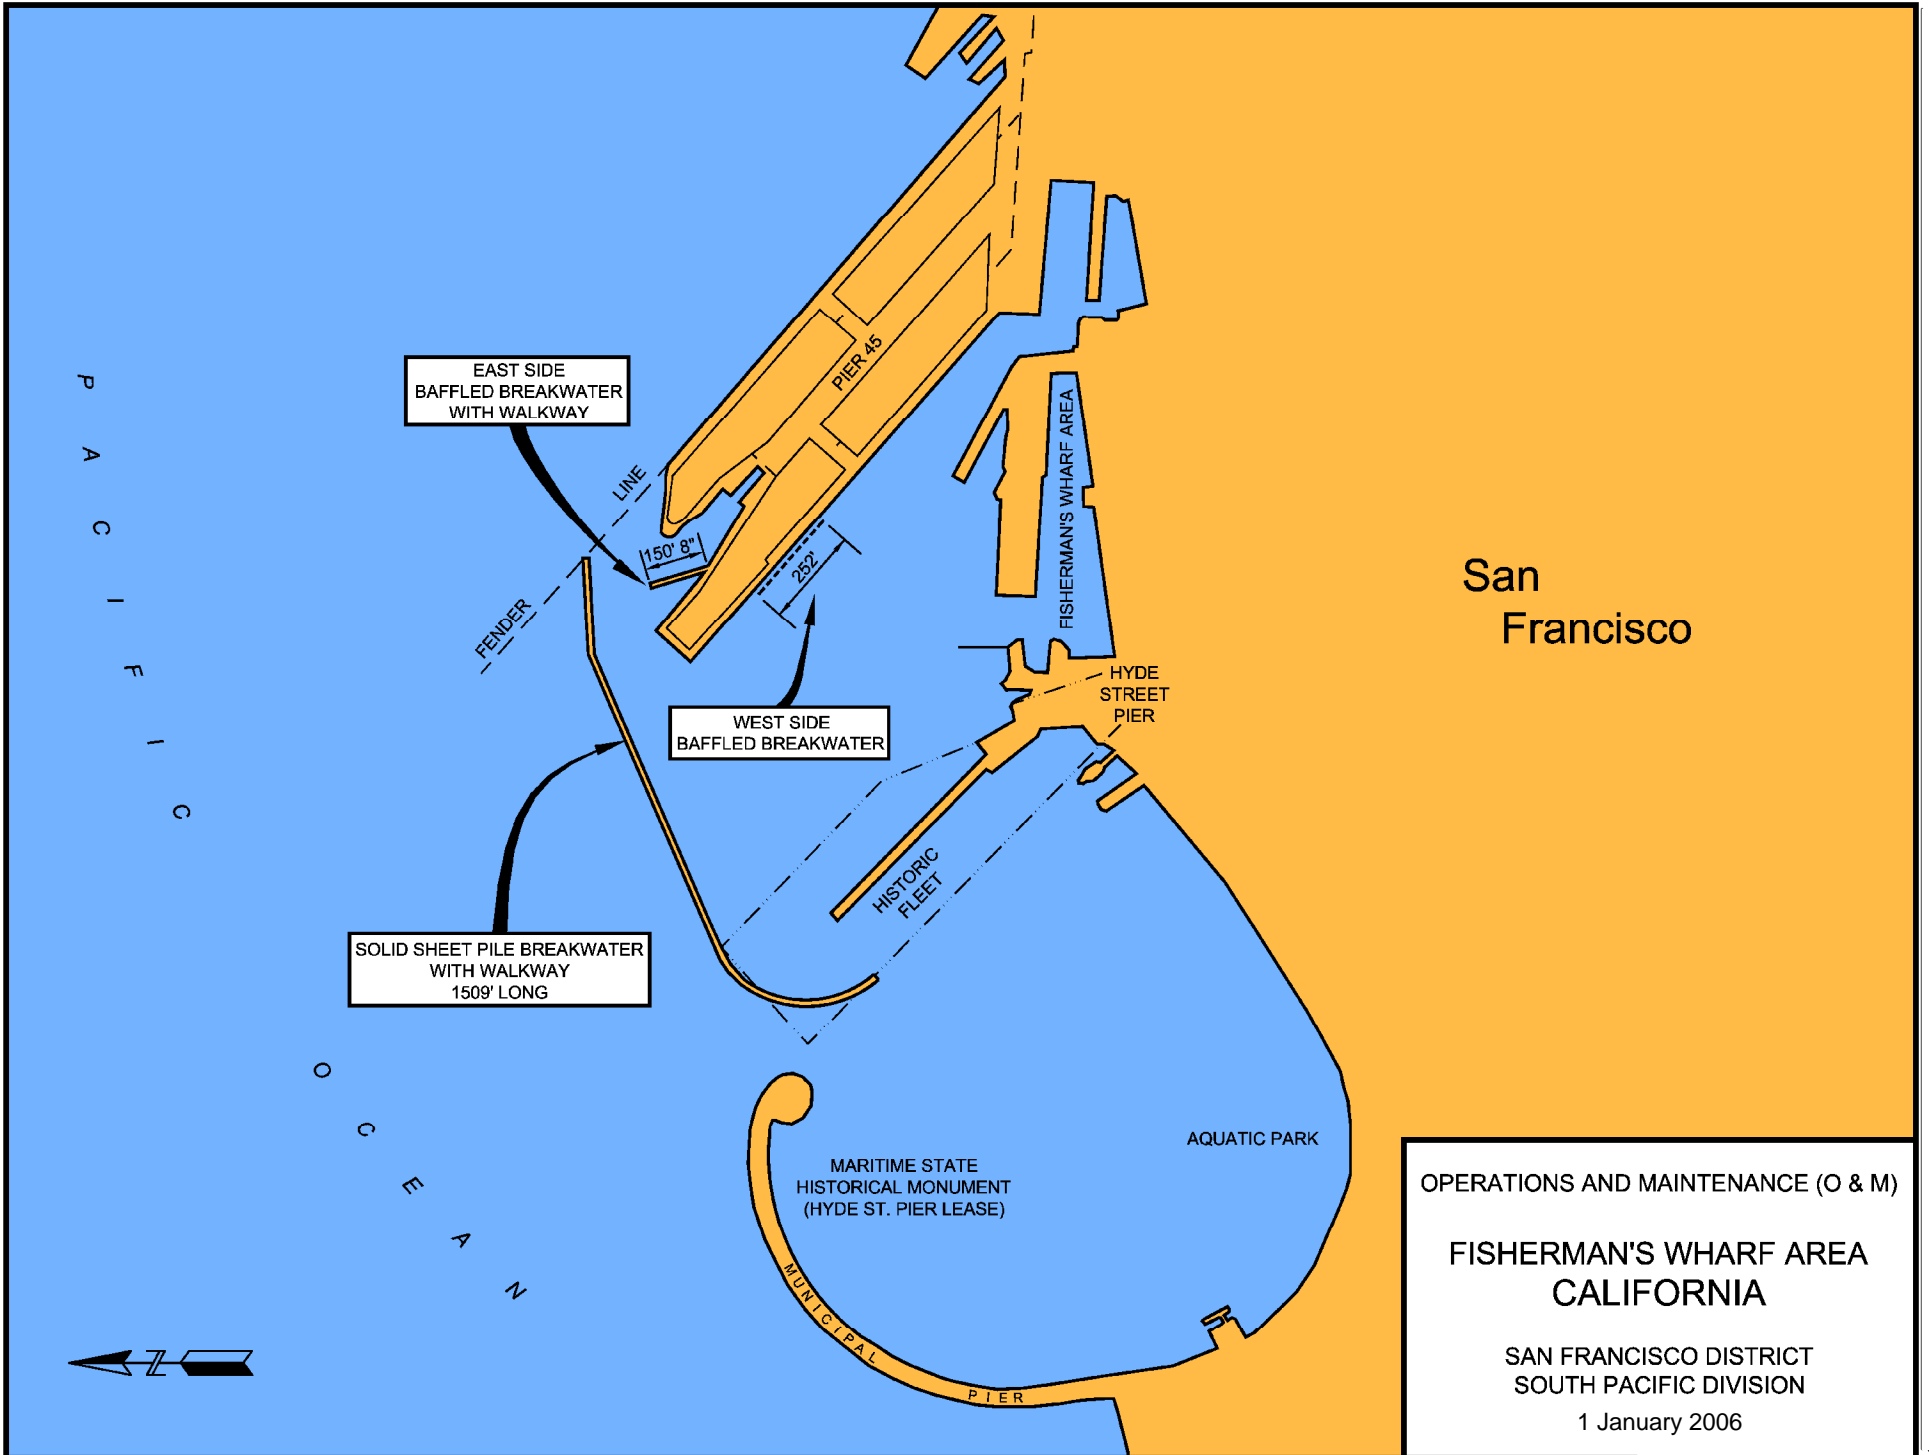 EAST SIDE
BAFFLED BREAKWATER
WITH WALKWAY
PIER 45
FISHERMAN'S WHARF AREA
FENDER LINE
150' 8"
252'
PACIFIC OCEAN
San
Francisco
HYDE
STREET
PIER
WEST SIDE
BAFFLED BREAKWATER
HISTORIC
FLEET
SOLID SHEET PILE BREAKWATER
WITH WALKWAY
1509' LONG
AQUATIC PARK
MARITIME STATE
HISTORICAL MONUMENT
(HYDE ST. PIER LEASE)
MUNICIPAL PIER
N
OPERATIONS AND MAINTENANCE (O & M)
FISHERMAN'S WHARF AREA
CALIFORNIA
SAN FRANCISCO DISTRICT
SOUTH PACIFIC DIVISION
1 January 2006